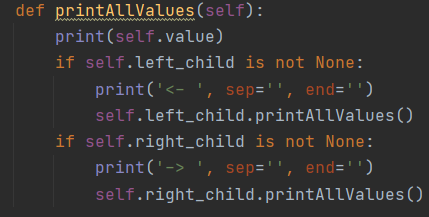 def printAllValues(self):
    print(self.value)
    if self.left_child is not None:
        print('<- ', sep='', end='')
        self.left_child.printAllValues()
    if self.right_child is not None:
        print('-> ', sep='', end='')
        self.right_child.printAllValues()